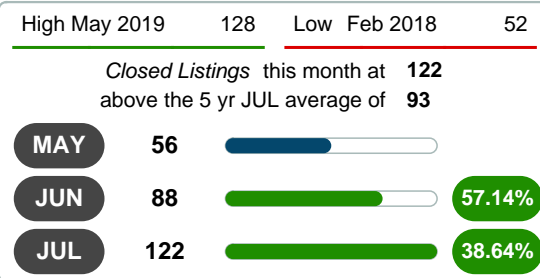 High May 2019 128 Low Feb 2018 52
Closed Listings this month at 122
above the 5 yr JUL average of 93
MAY 56
JUN 88 57.14%
JUL 122 38.64%